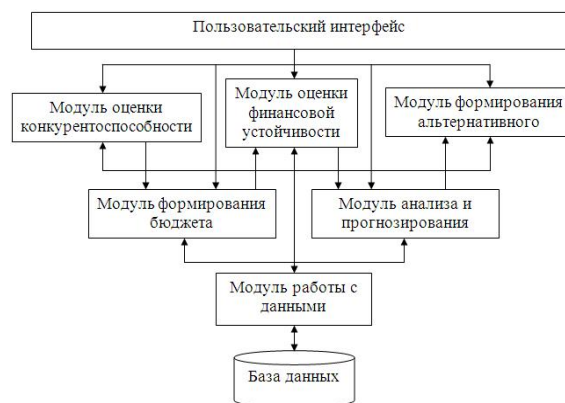 Пользовательский интерфейс
Модуль оценки
конкурентоспособности
Модуль оценки
финансовой
устойчивости
Модуль формирования
альтернативного
Модуль формирования
бюджета
Модуль анализа и
прогнозирования
Модуль работы с
данными
База данных